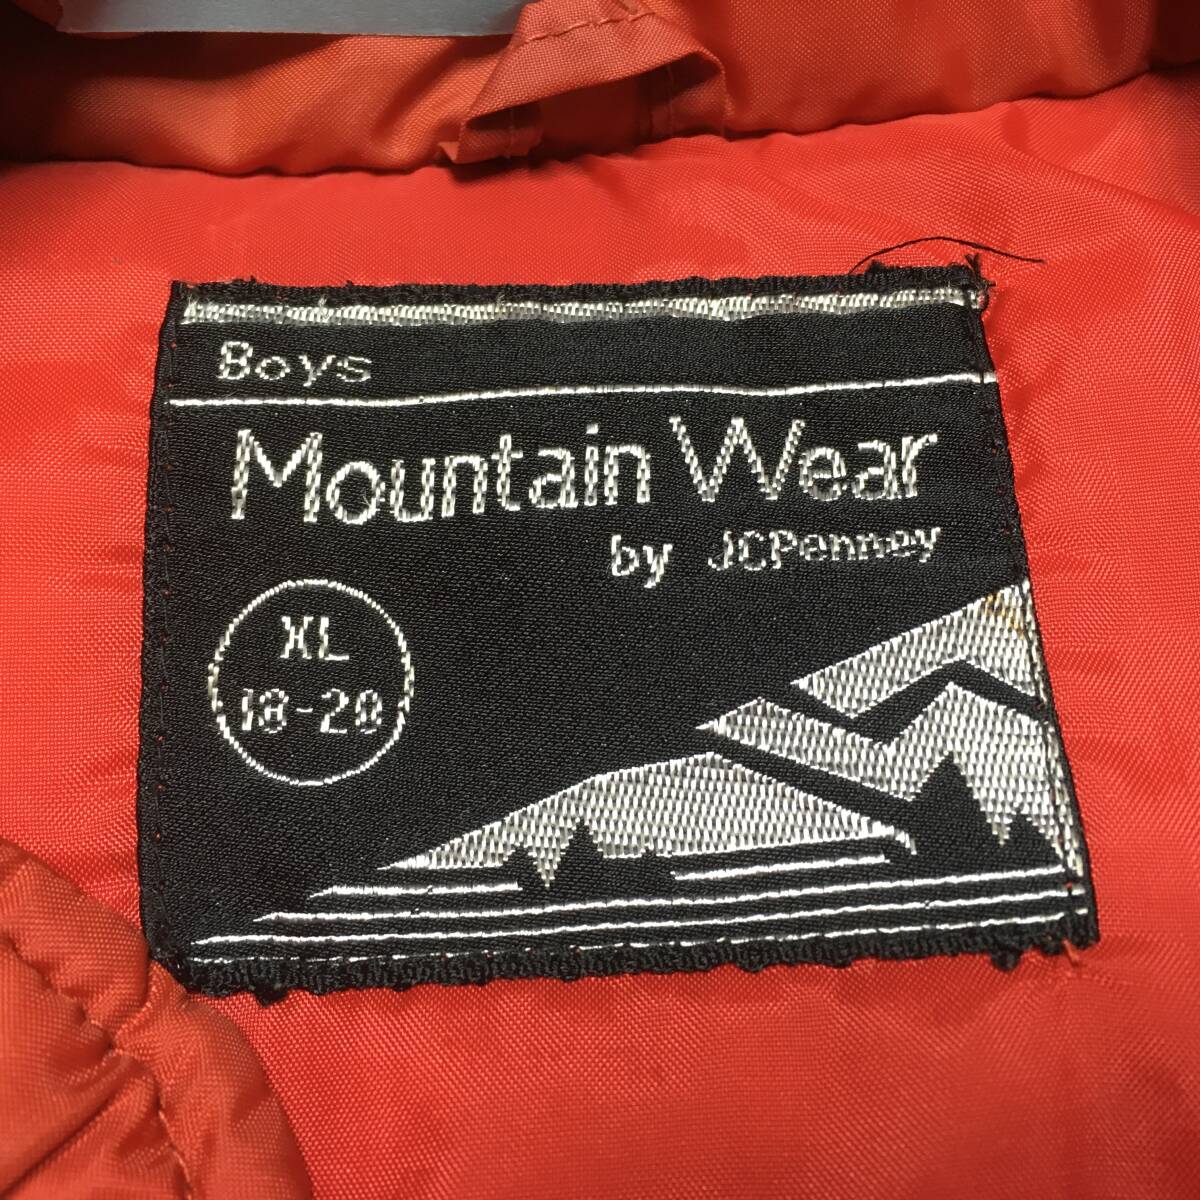 Boys
Mountain Wear
by JCPenney
XL
18-20